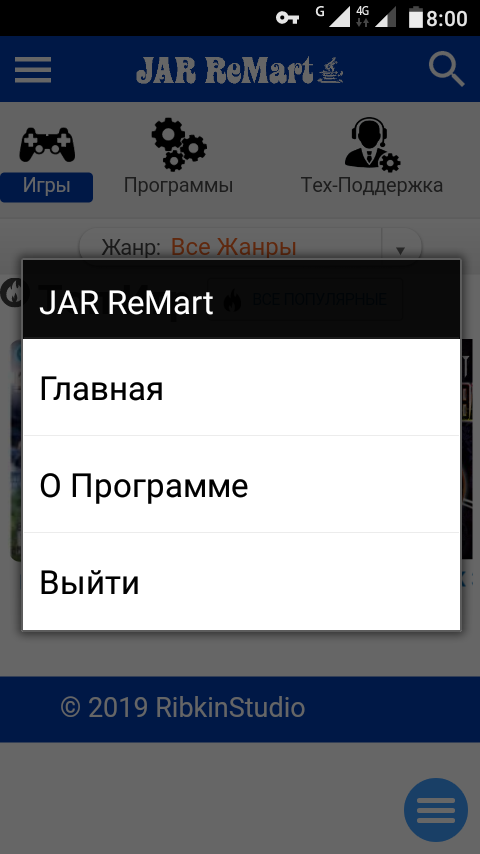 G 4G 8:00
JAR ReMart
Игры Программы Тех-Поддержка
Жанр: Все Жанры
ВСЕ ПОПУЛЯРНЫЕ
JAR ReMart
Главная
О Программе
Выйти
© 2019 RibkinStudio